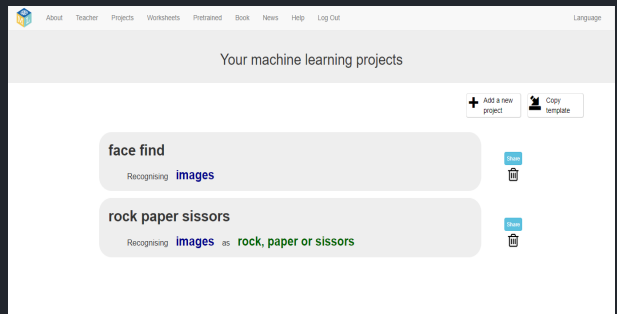 About Teacher Projects Worksheets Pretrained Book News Help Log Out Language
Your machine learning projects
Add a new
project
Copy
template
face find
Share
Recognising images
rock paper sissors
Share
Recognising images as rock, paper or sissors